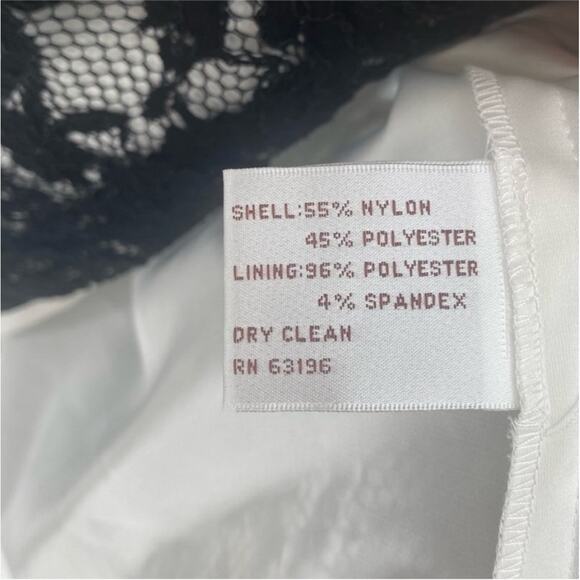 SHELL:55% NYLON
45% POLYESTER
LINING:96% POLYESTER
4% SPANDEX
DRY CLEAN
RN 63196